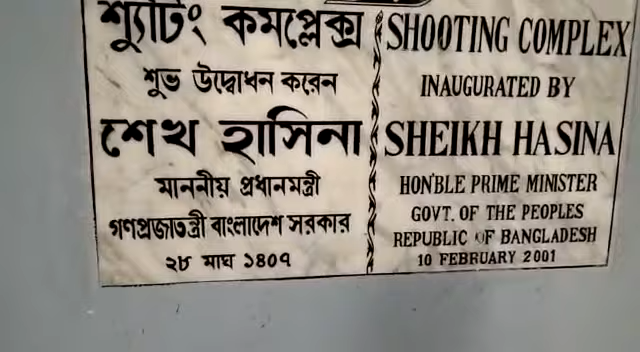 শ্যুটিং কমপ্লেক্স
শুভ উদ্বোধন করেন
শেখ হাসিনা
মাননীয় প্রধানমন্ত্রী
গণপ্রজাতন্ত্রী বাংলাদেশ সরকার
২৮ মাঘ ১৪০৭
SHOOTING COMPLEX
INAUGURATED BY
SHEIKH HASINA
HON'BLE PRIME MINISTER
GOVT. OF THE PEOPLES
REPUBLIC OF BANGLADESH
10 FEBRUARY 2001